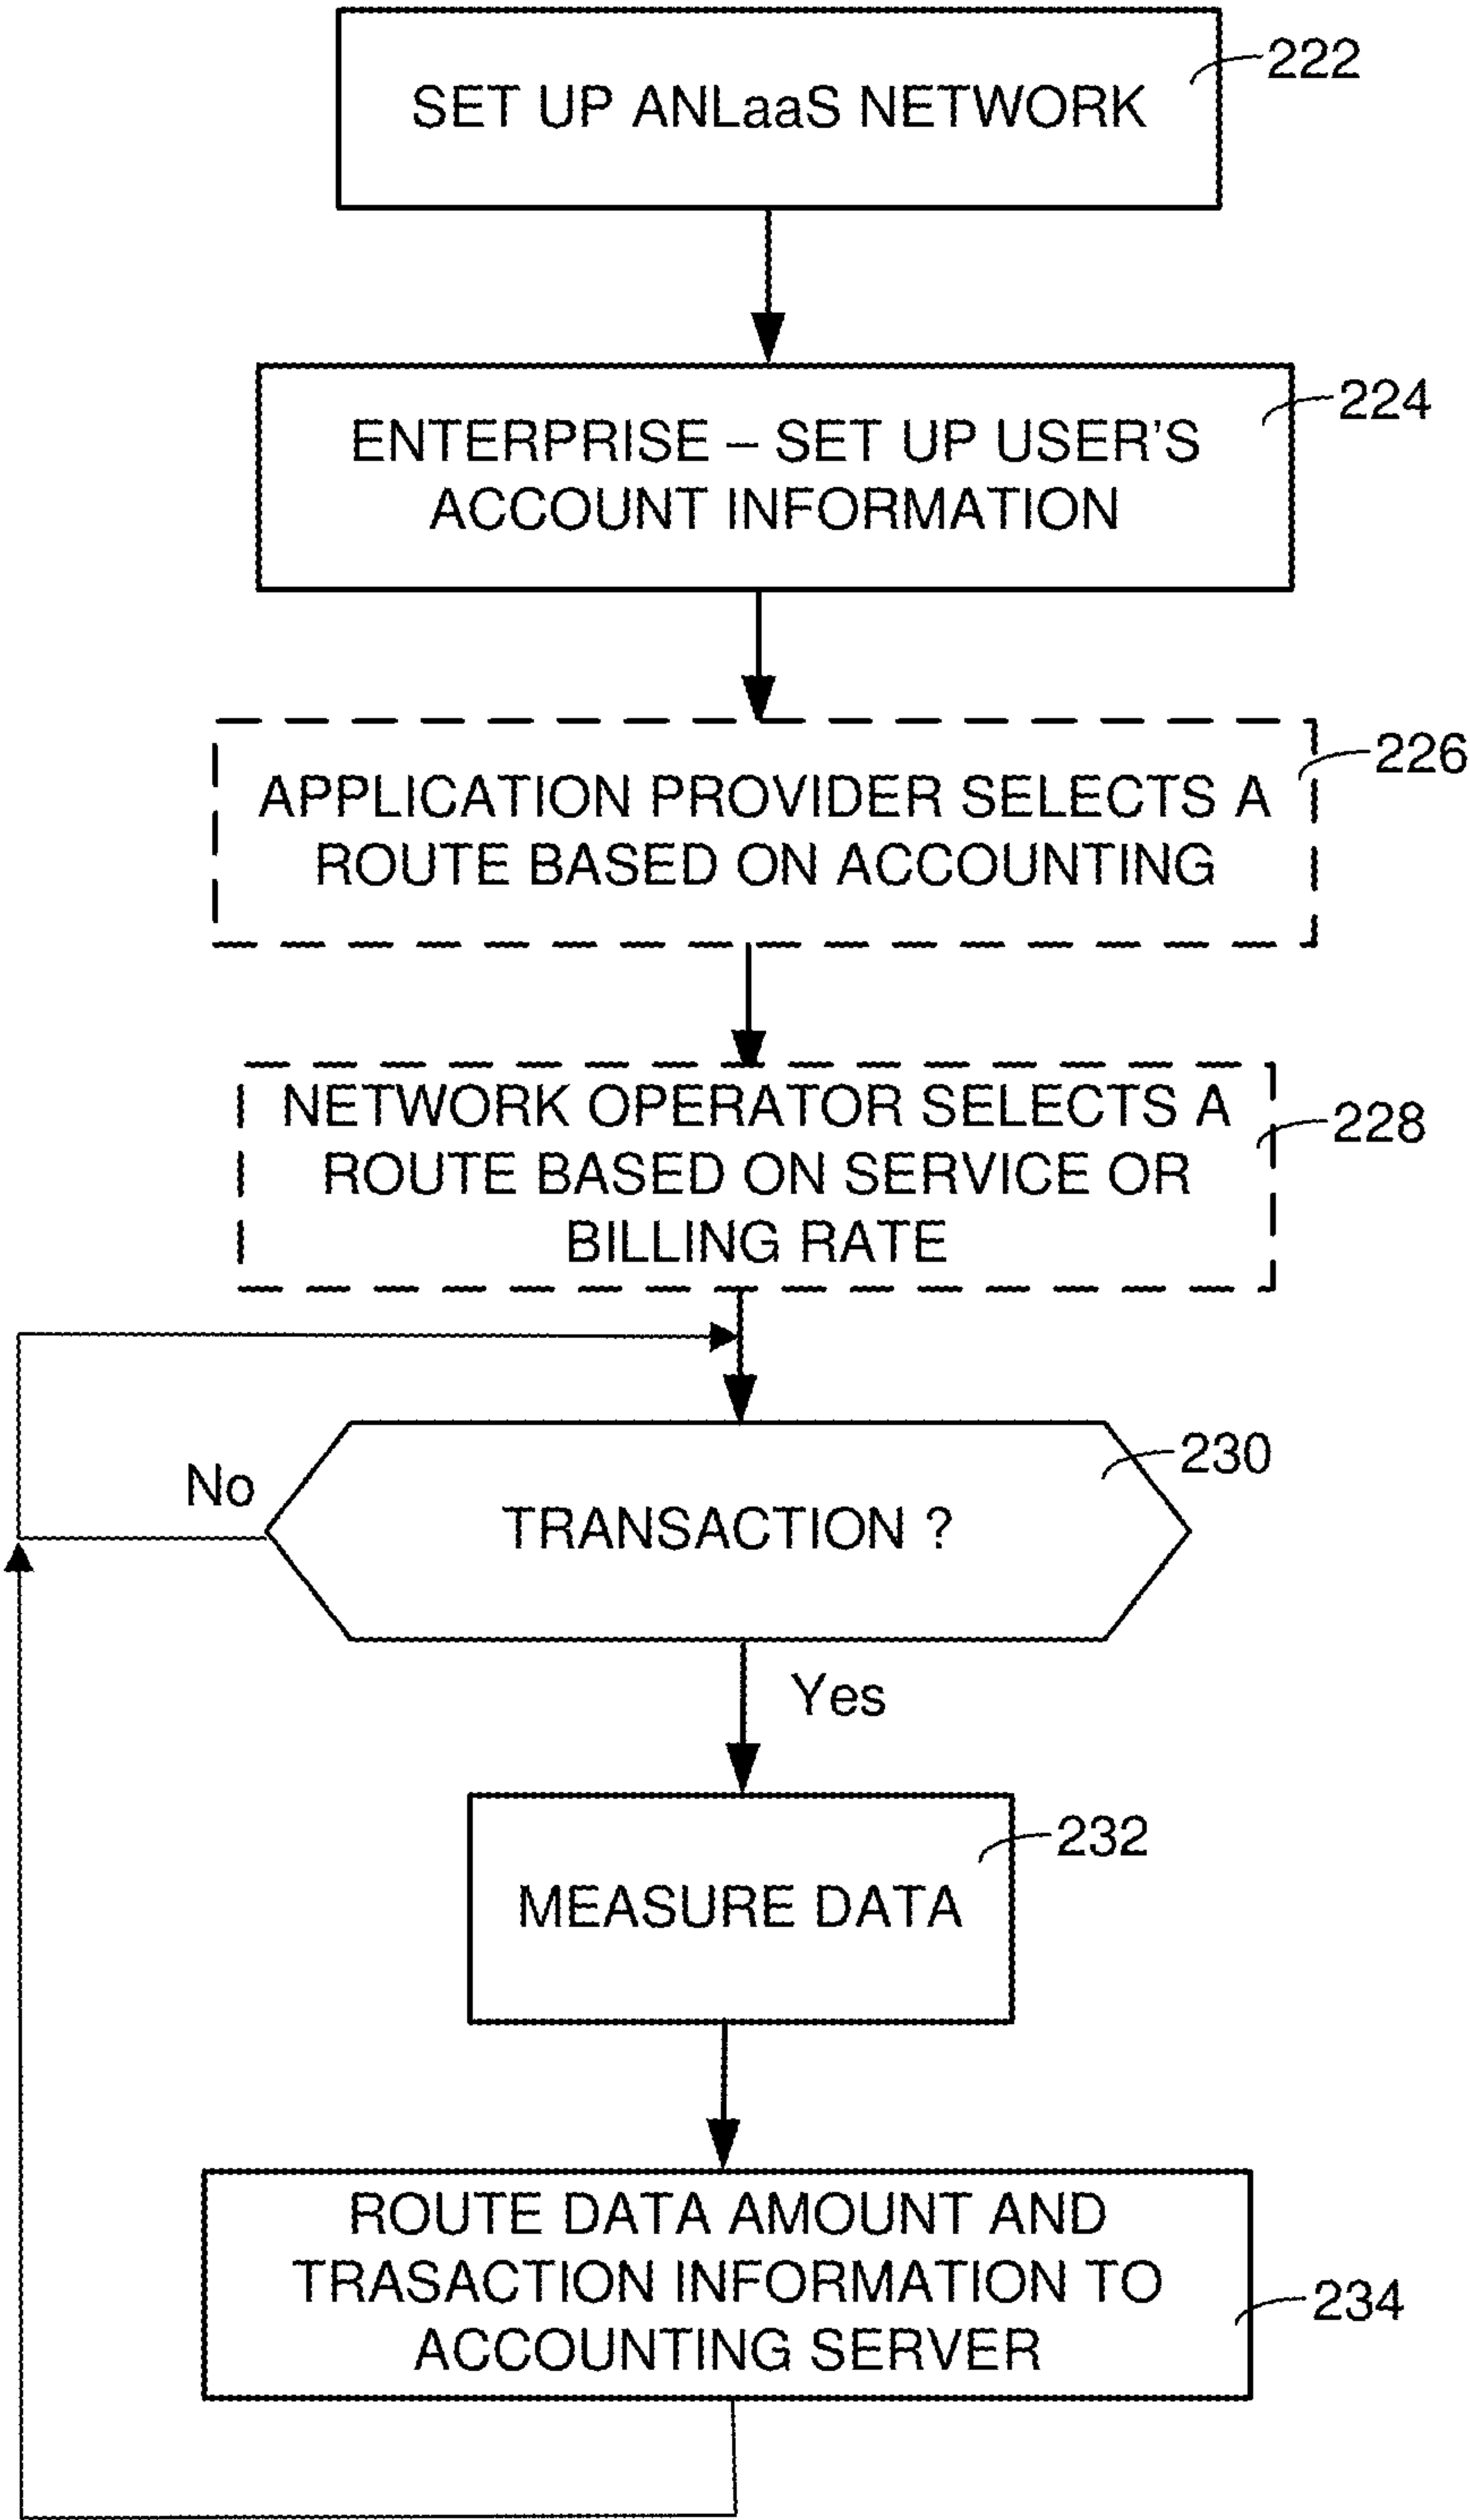 SET UP ANLaaS NETWORK
222
ENTERPRISE – SET UP USER'S
ACCOUNT INFORMATION
224
APPLICATION PROVIDER SELECTS A
ROUTE BASED ON ACCOUNTING
226
NETWORK OPERATOR SELECTS A
ROUTE BASED ON SERVICE OR
BILLING RATE
228
No
TRANSACTION ?
230
Yes
MEASURE DATA
232
ROUTE DATA AMOUNT AND
TRASACTION INFORMATION TO
ACCOUNTING SERVER
234